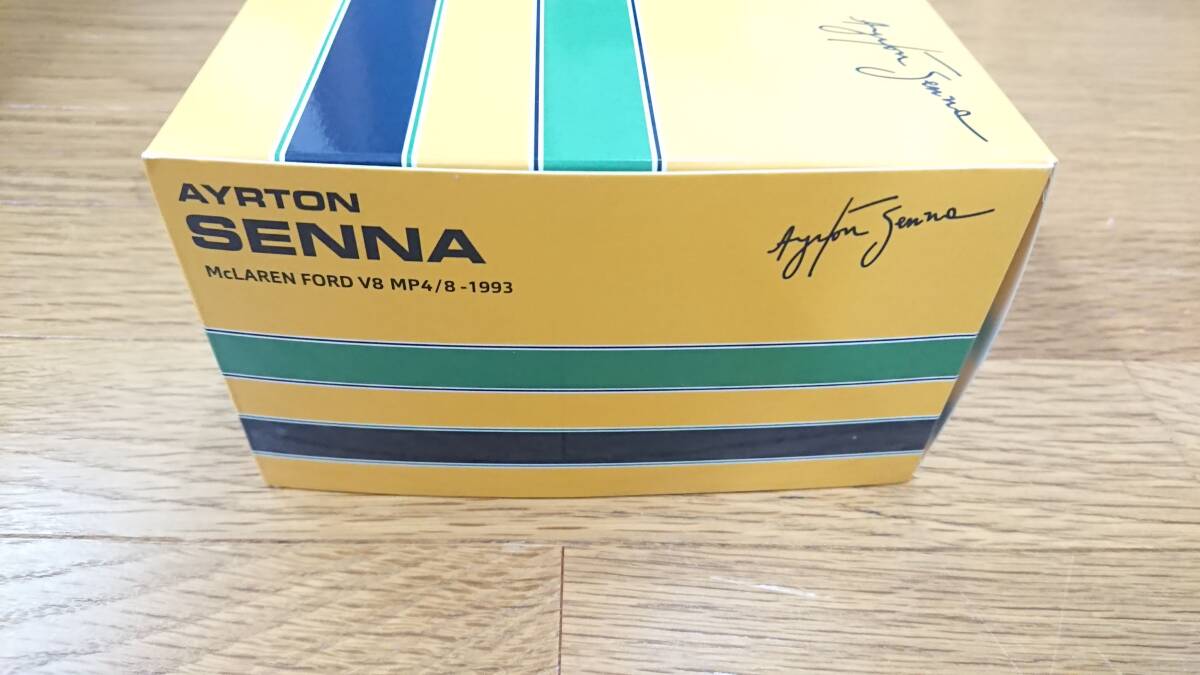 Ayrton Senna
AYRTON
SENNA
McLAREN FORD V8 MP4/8 -1993
Ayrton Senna